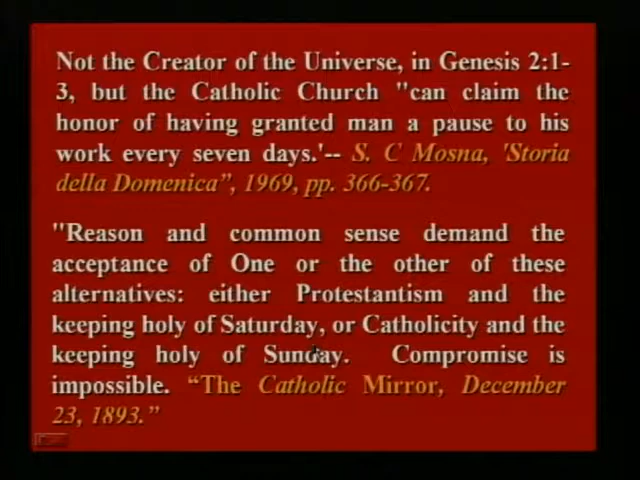 Not the Creator of the Universe, in Genesis 2:1-
3, but the Catholic Church "can claim the
honor of having granted man a pause to his
work every seven days.'-- S. C Mosna, 'Storia
della Domenica”, 1969, pp. 366-367.
"Reason and common sense demand the
acceptance of One or the other of these
alternatives: either Protestantism and the
keeping holy of Saturday, or Catholicity and the
keeping holy of Sunday. Compromise is
impossible. “The Catholic Mirror, December
23, 1893.”